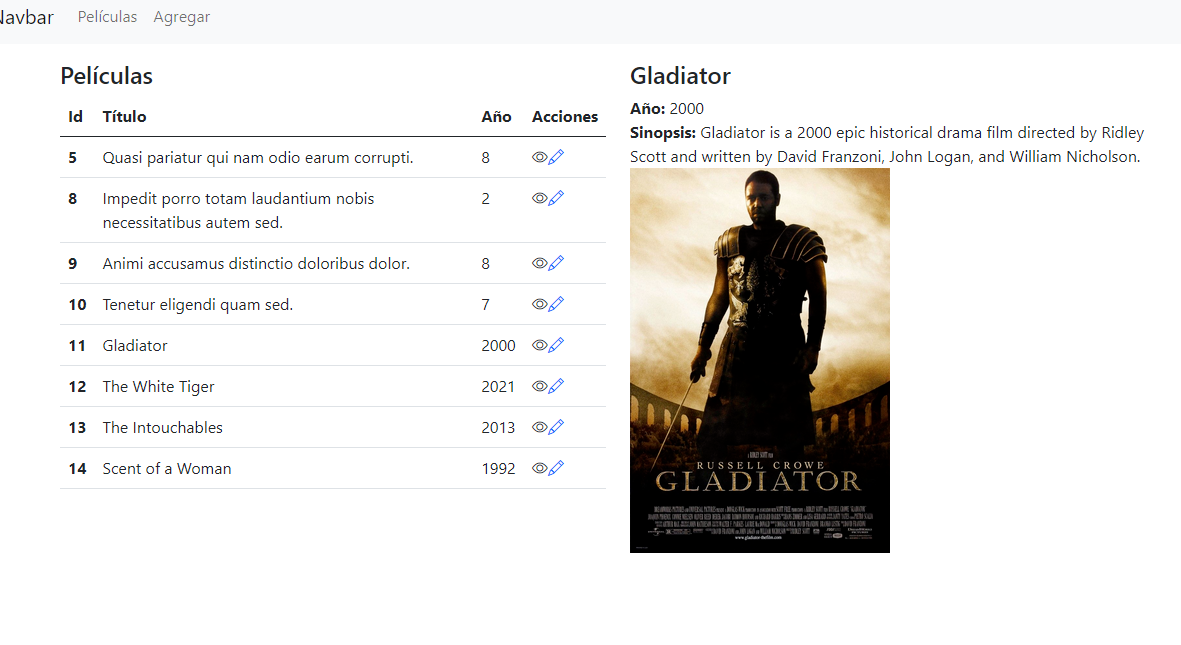 Navbar Películas Agregar
Películas
Id Título Año Acciones
5 Quasi pariatur qui nam odio earum corrupti. 8
8 Impedit porro totam laudantium nobis
necessitatibus autem sed. 2
9 Animi accusamus distinctio doloribus dolor. 8
10 Tenetur eligendi quam sed. 7
11 Gladiator 2000
12 The White Tiger 2021
13 The Intouchables 2013
14 Scent of a Woman 1992
Gladiator
Año: 2000
Sinopsis: Gladiator is a 2000 epic historical drama film directed by Ridley
Scott and written by David Franzoni, John Logan, and William Nicholson.
A RIDLEY SCOTT FILM
RUSSELL CROWE
GLADIATOR
www.gladiator-thefilm.com